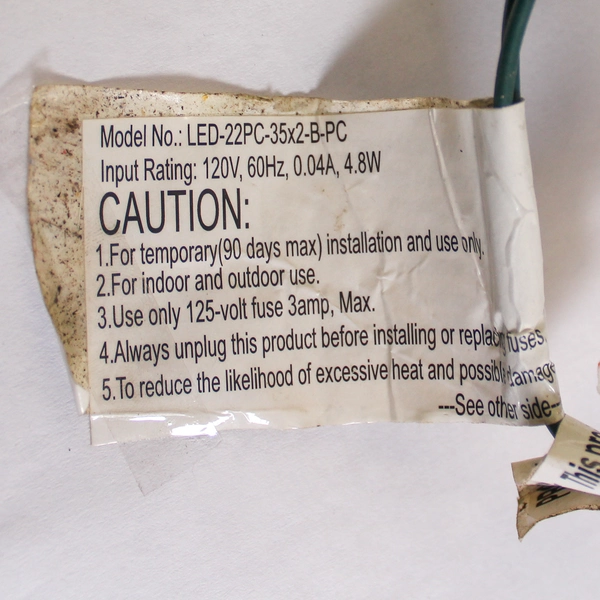 Model No.: LED-22PC-35x2-B-PC
Input Rating: 120V, 60Hz, 0.04A, 4.8W
CAUTION:
1.For temporary(90 days max) installation and use only.
2.For indoor and outdoor use.
3.Use only 125-volt fuse 3amp, Max.
4.Always unplug this product before installing or replacing fuses
5.To reduce the likelihood of excessive heat and possible damage
---See other side--
This